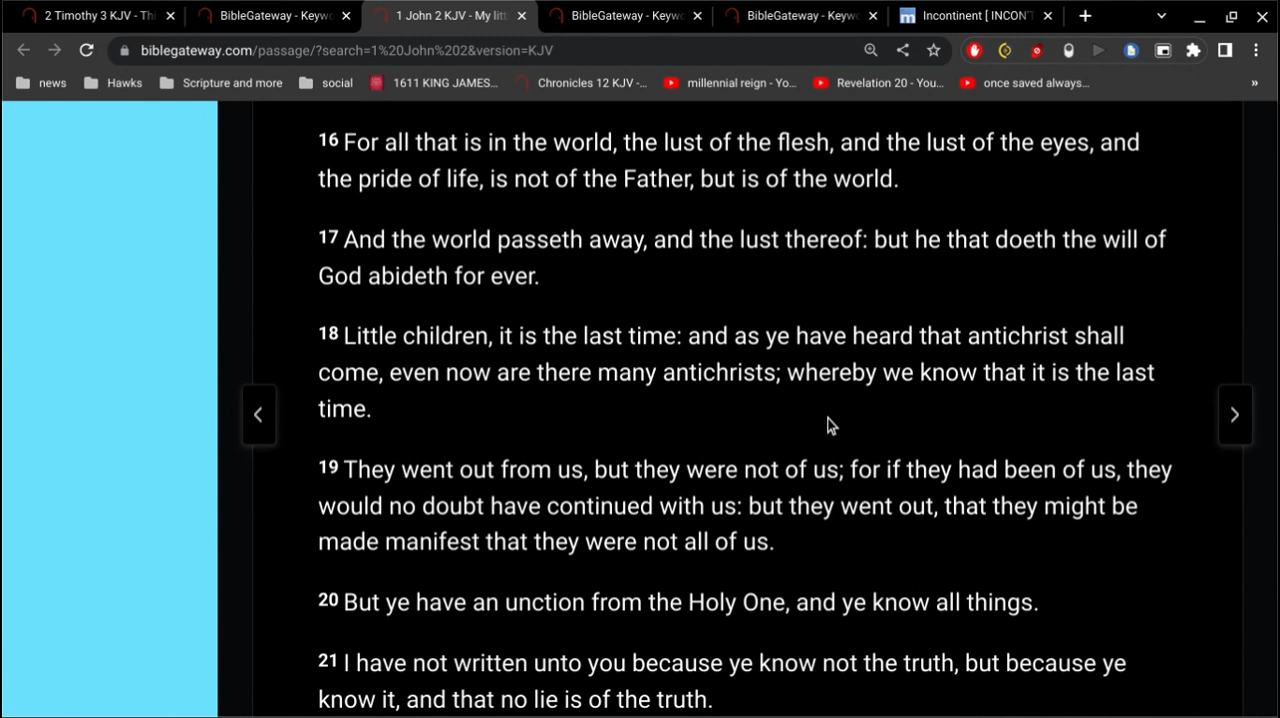 2 Timothy 3 KJV - Thi
BibleGateway - Keywo
1 John 2 KJV - My litt
BibleGateway - Keywo
BibleGateway - Keywo
Incontinent [ INCON'T
biblegateway.com/passage/?search=1%20John%202&version=KJV
news
Hawks
Scripture and more
social
1611 KING JAMES...
Chronicles 12 KJV -...
millennial reign - Yo...
Revelation 20 - You...
once saved always...
»
16 For all that is in the world, the lust of the flesh, and the lust of the eyes, and
the pride of life, is not of the Father, but is of the world.
17 And the world passeth away, and the lust thereof: but he that doeth the will of
God abideth for ever.
18 Little children, it is the last time: and as ye have heard that antichrist shall
come, even now are there many antichrists; whereby we know that it is the last
time.
19 They went out from us, but they were not of us; for if they had been of us, they
would no doubt have continued with us: but they went out, that they might be
made manifest that they were not all of us.
20 But ye have an unction from the Holy One, and ye know all things.
21 I have not written unto you because ye know not the truth, but because ye
know it, and that no lie is of the truth.